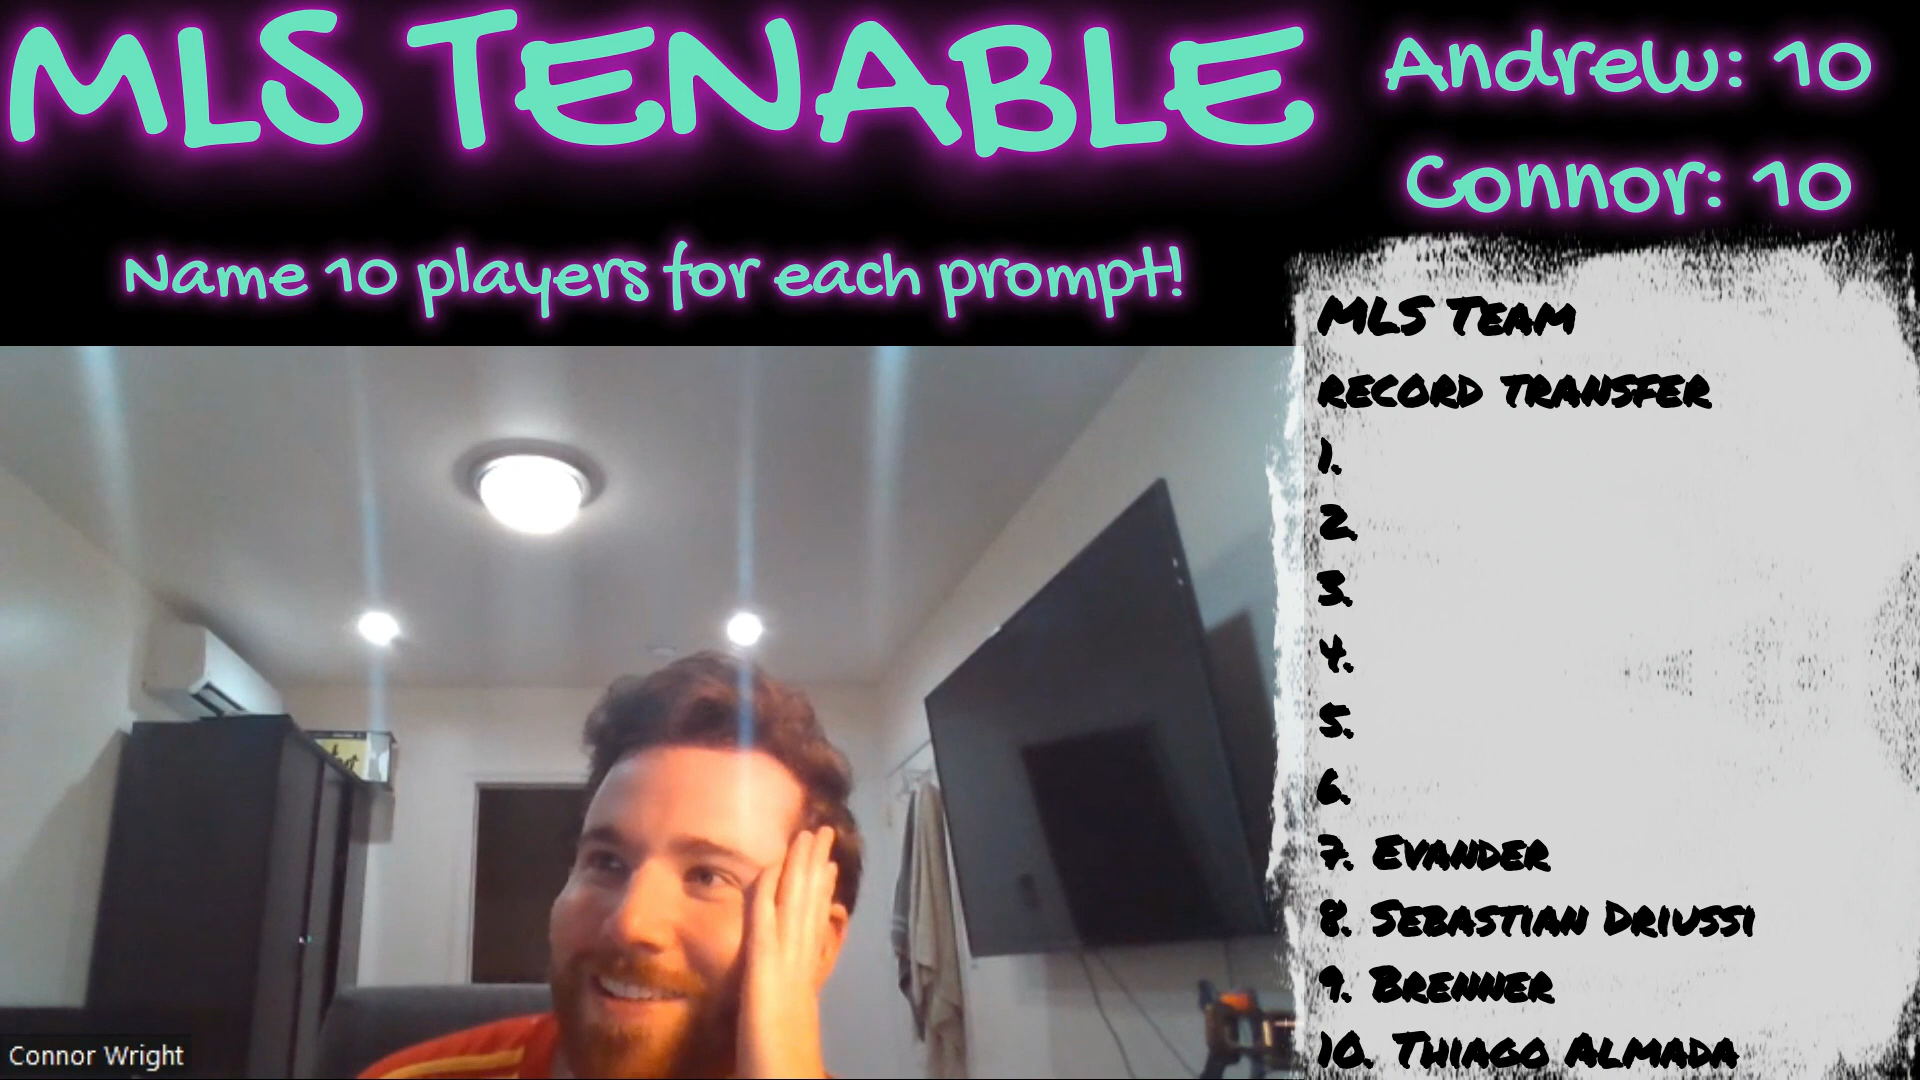 MLS TENABLE
Andrew: 10
Connor: 10
Name 10 players for each prompt!
MLS TEAM
RECORD TRANSFER
1.
2.
3.
4.
5.
6.
7. EVANDER
8. SEBASTIAN DRIUSSI
9. BRENNER
10. THIAGO ALMADA
Connor Wright